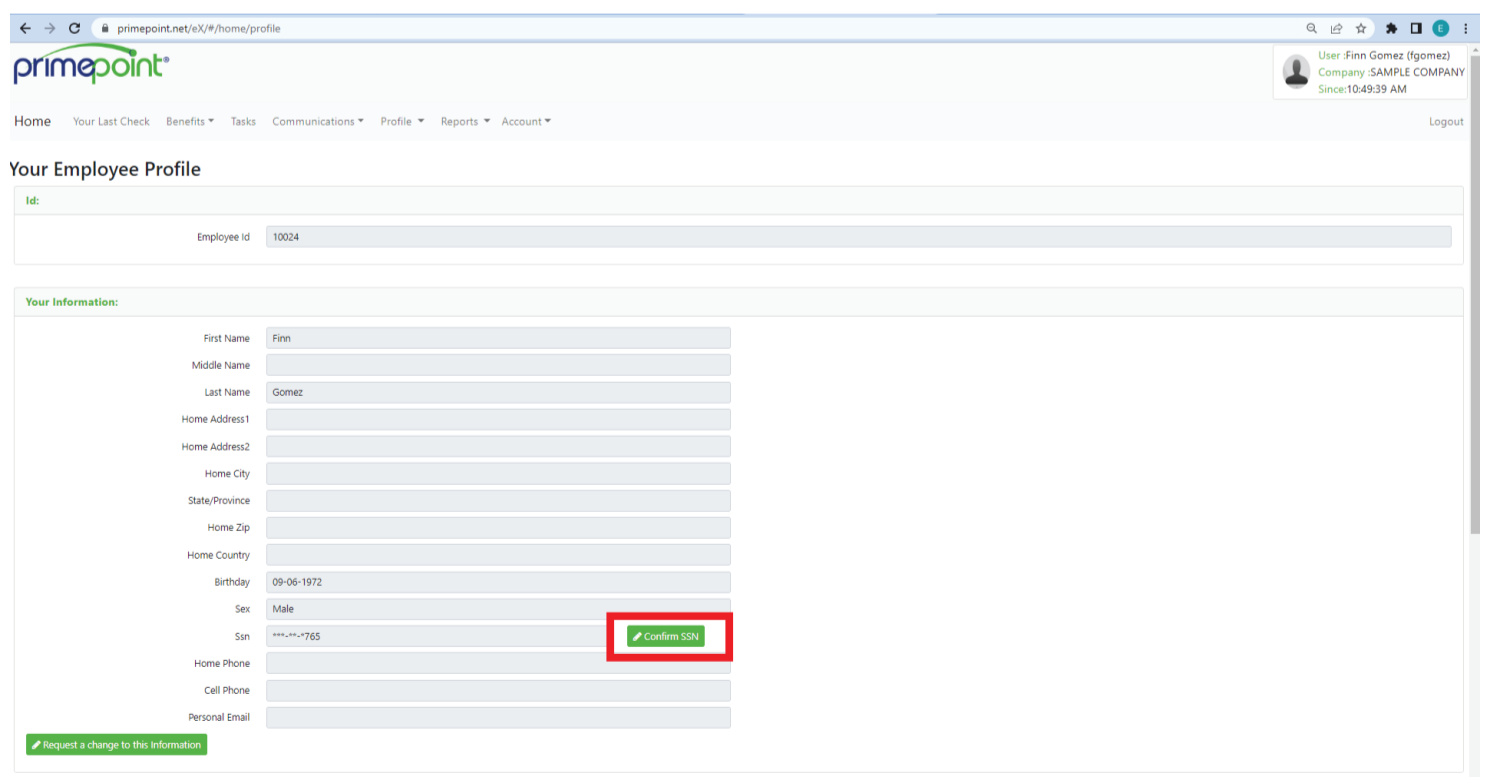 primepoint.net/eX/#/home/profile
E
primepoint®
User :Finn Gomez (fgomez)
Company :SAMPLE COMPANY
Since:10:49:39 AM
Home Your Last Check Benefits Tasks Communications Profile Reports Account Logout
Your Employee Profile
Id:
Employee Id 10024
Your Information:
First Name Finn
Middle Name
Last Name Gomez
Home Address1
Home Address2
Home City
State/Province
Home Zip
Home Country
Birthday 09-06-1972
Sex Male
Ssn ***-**-*765 Confirm SSN
Home Phone
Cell Phone
Personal Email
Request a change to this Information